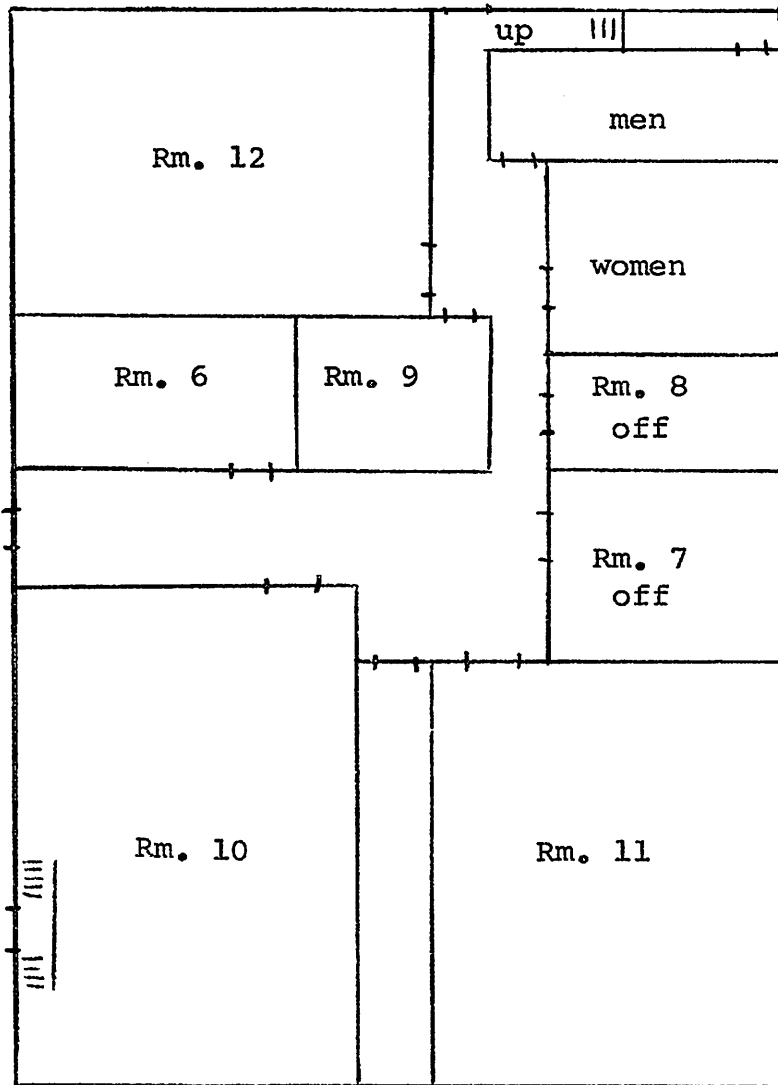 up
men
Rm. 12
women
Rm. 6
Rm. 9
Rm. 8
off
Rm. 7
off
Rm. 10
Rm. 11